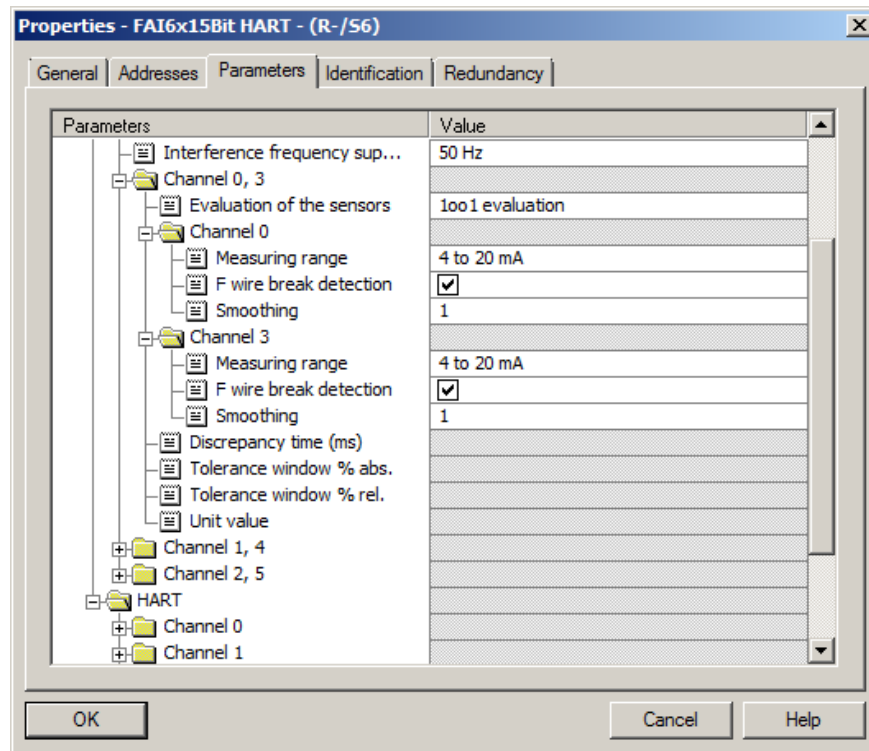 Properties - FAI6x15Bit HART - (R-/S6)
General Addresses Parameters Identification Redundancy
Parameters Value
Interference frequency sup... 50 Hz
Channel 0, 3
Evaluation of the sensors 1oo1 evaluation
Channel 0
Measuring range 4 to 20 mA
F wire break detection
Smoothing 1
Channel 3
Measuring range 4 to 20 mA
F wire break detection
Smoothing 1
Discrepancy time (ms)
Tolerance window % abs.
Tolerance window % rel.
Unit value
Channel 1, 4
Channel 2, 5
HART
Channel 0
Channel 1
OK Cancel Help